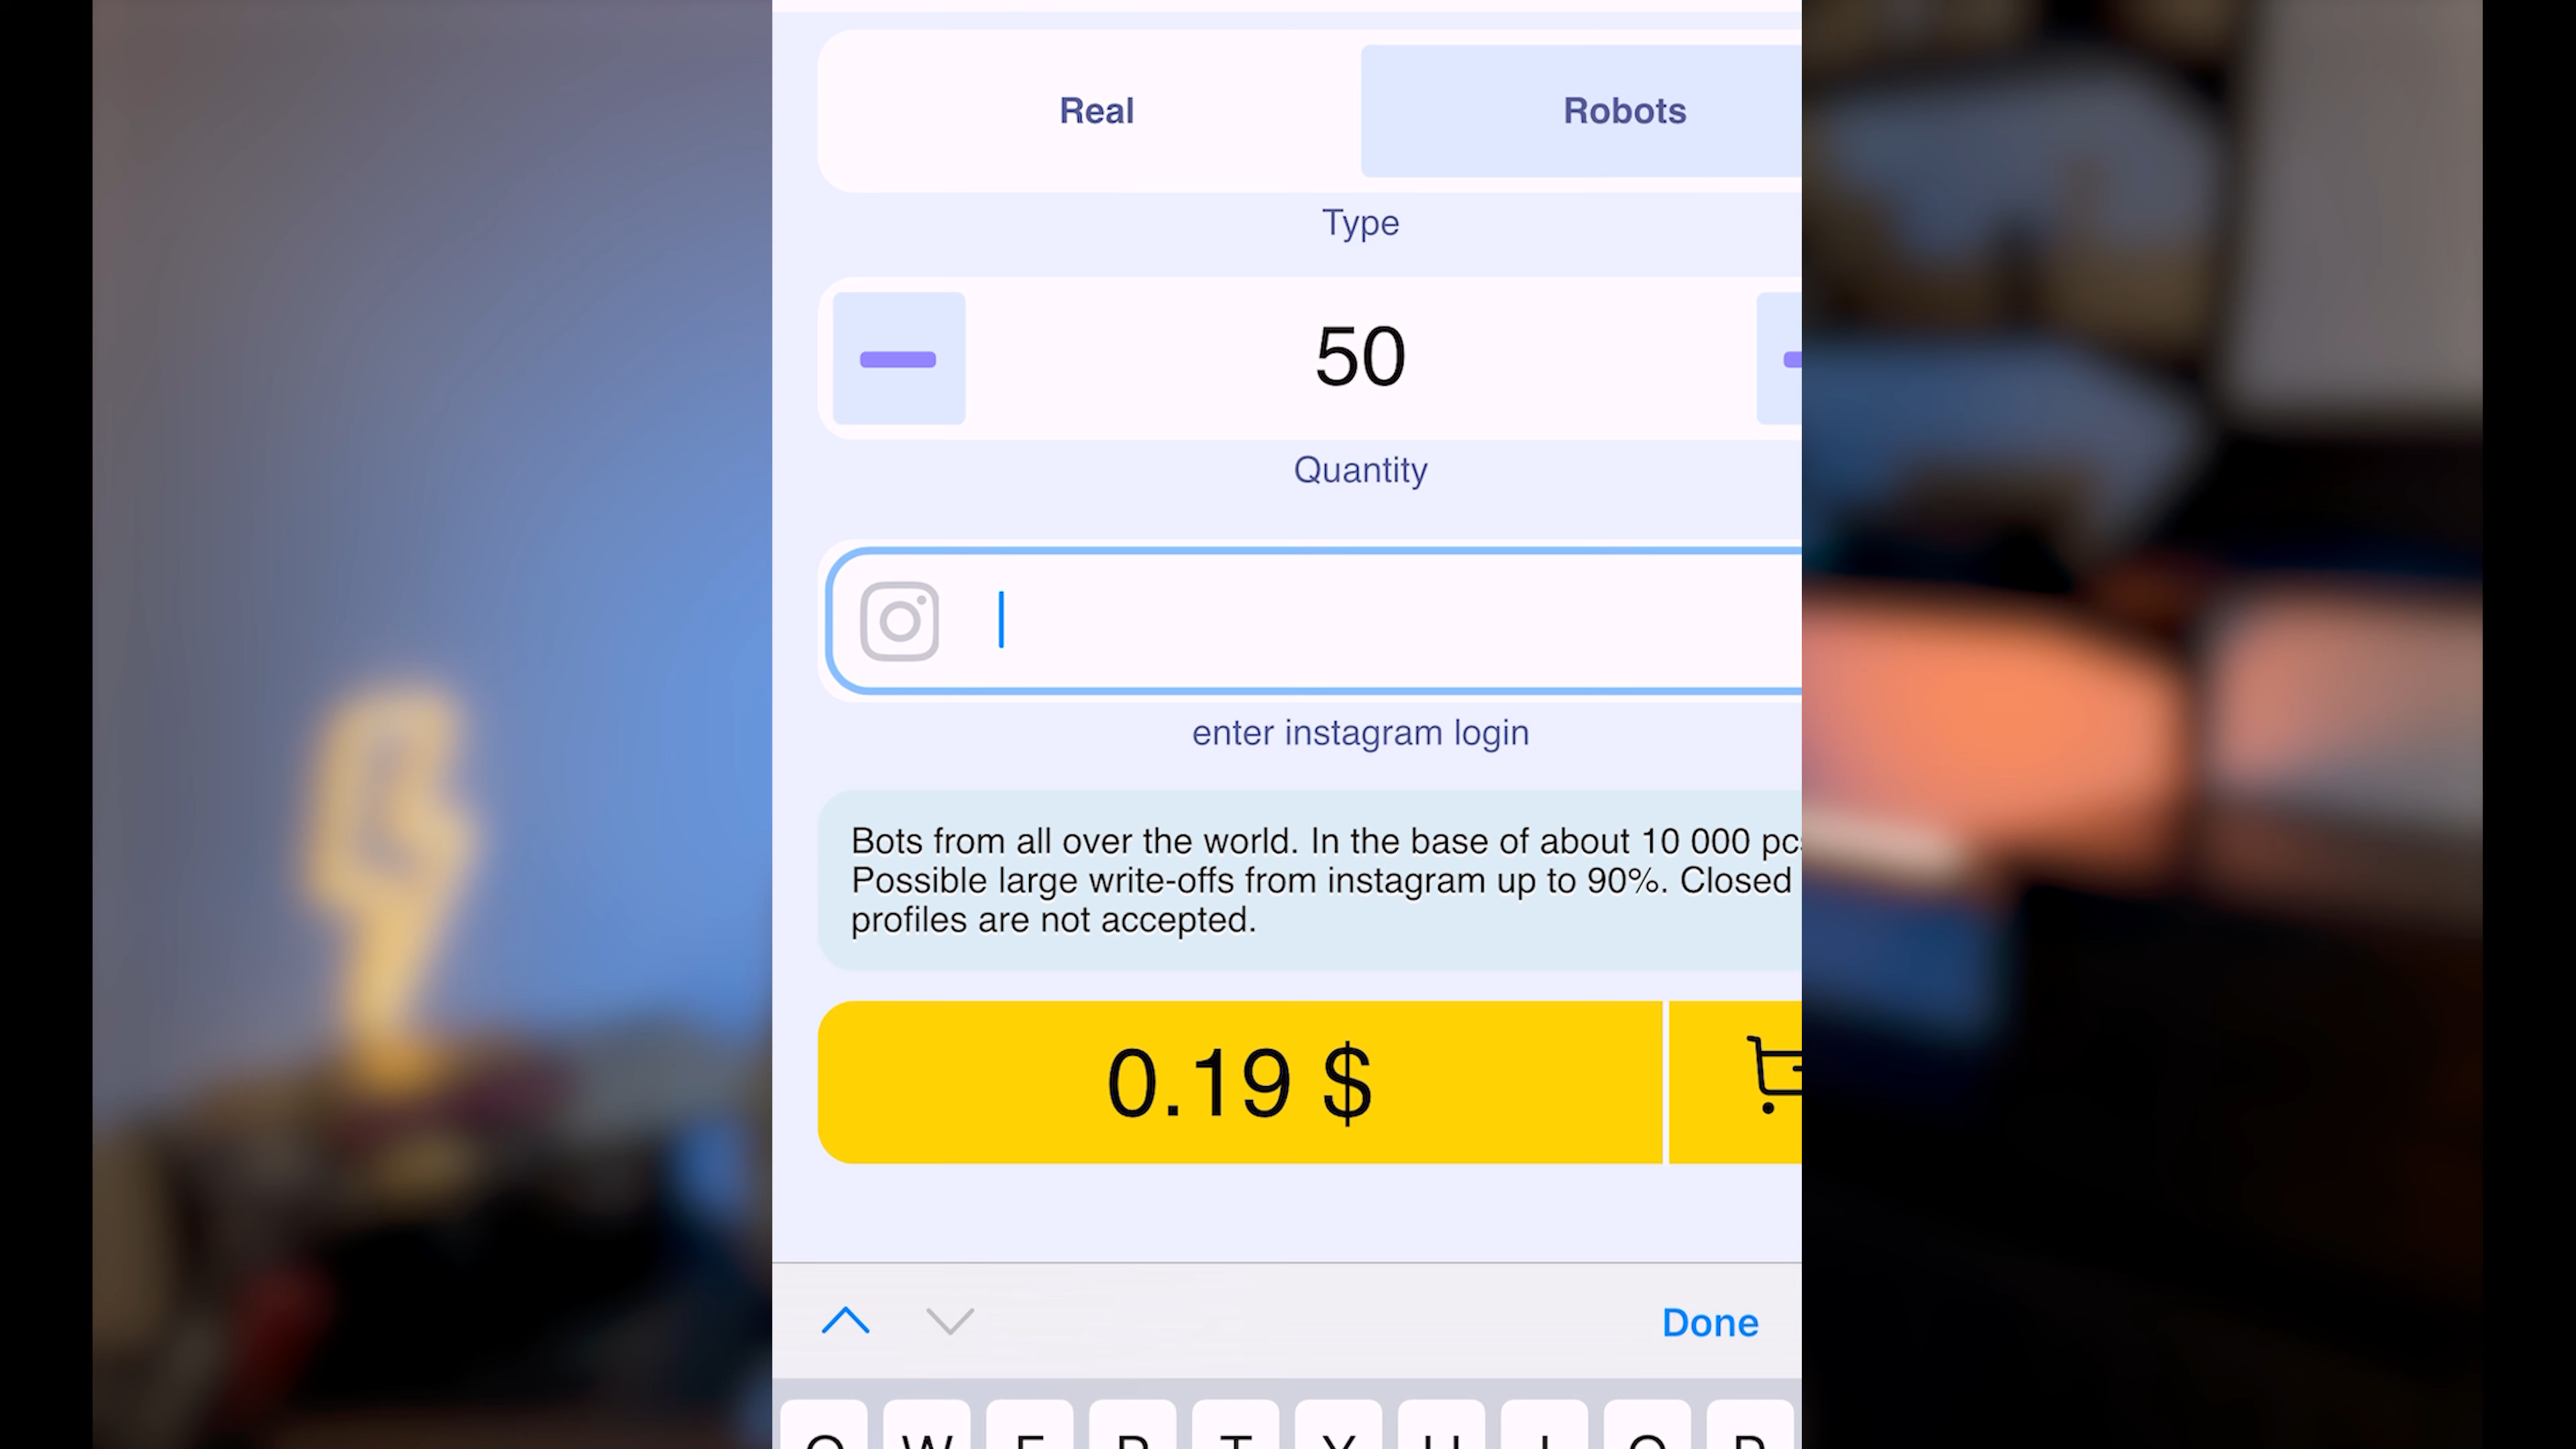 Real Robots
Type
50
Quantity
enter instagram login
Bots from all over the world. In the base of about 10 000 pc
Possible large write-offs from instagram up to 90%. Closed
profiles are not accepted.
0.19 $
Done